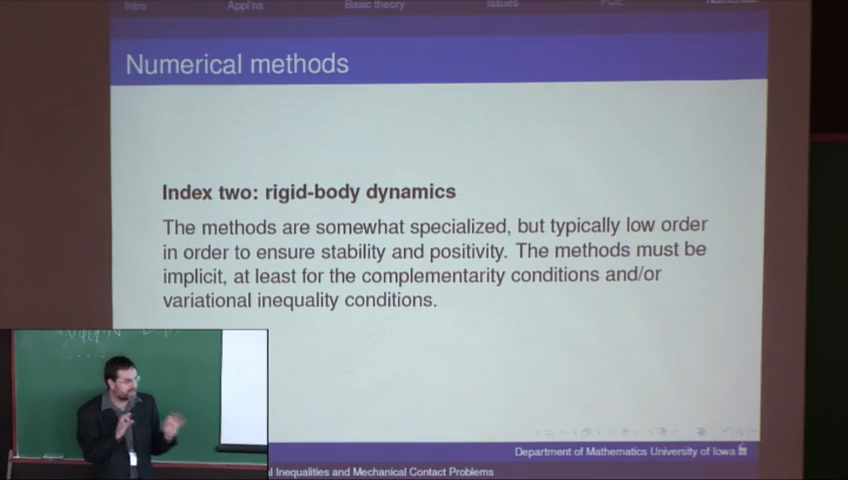 Intro Appl'ns Basic theory Issues PDE
Numerical methods
Index two: rigid-body dynamics
The methods are somewhat specialized, but typically low order
in order to ensure stability and positivity. The methods must be
implicit, at least for the complementarity conditions and/or
variational inequality conditions.
Department of Mathematics University of Iowa
Inequalities and Mechanical Contact Problems